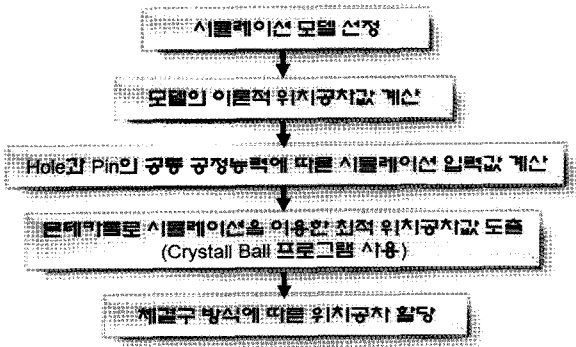 시뮬레이션 모델 선정
모델의 이론적 위치공차값 계산
Hole과 Pin의 공통 공정능력에 따른 시뮬레이션 입력값 계산
몬테카를로 시뮬레이션을 이용한 최적 위치공차값 도출
(Crystall Ball 프로그램 사용)
체결구 방식에 따른 위치공차 할당